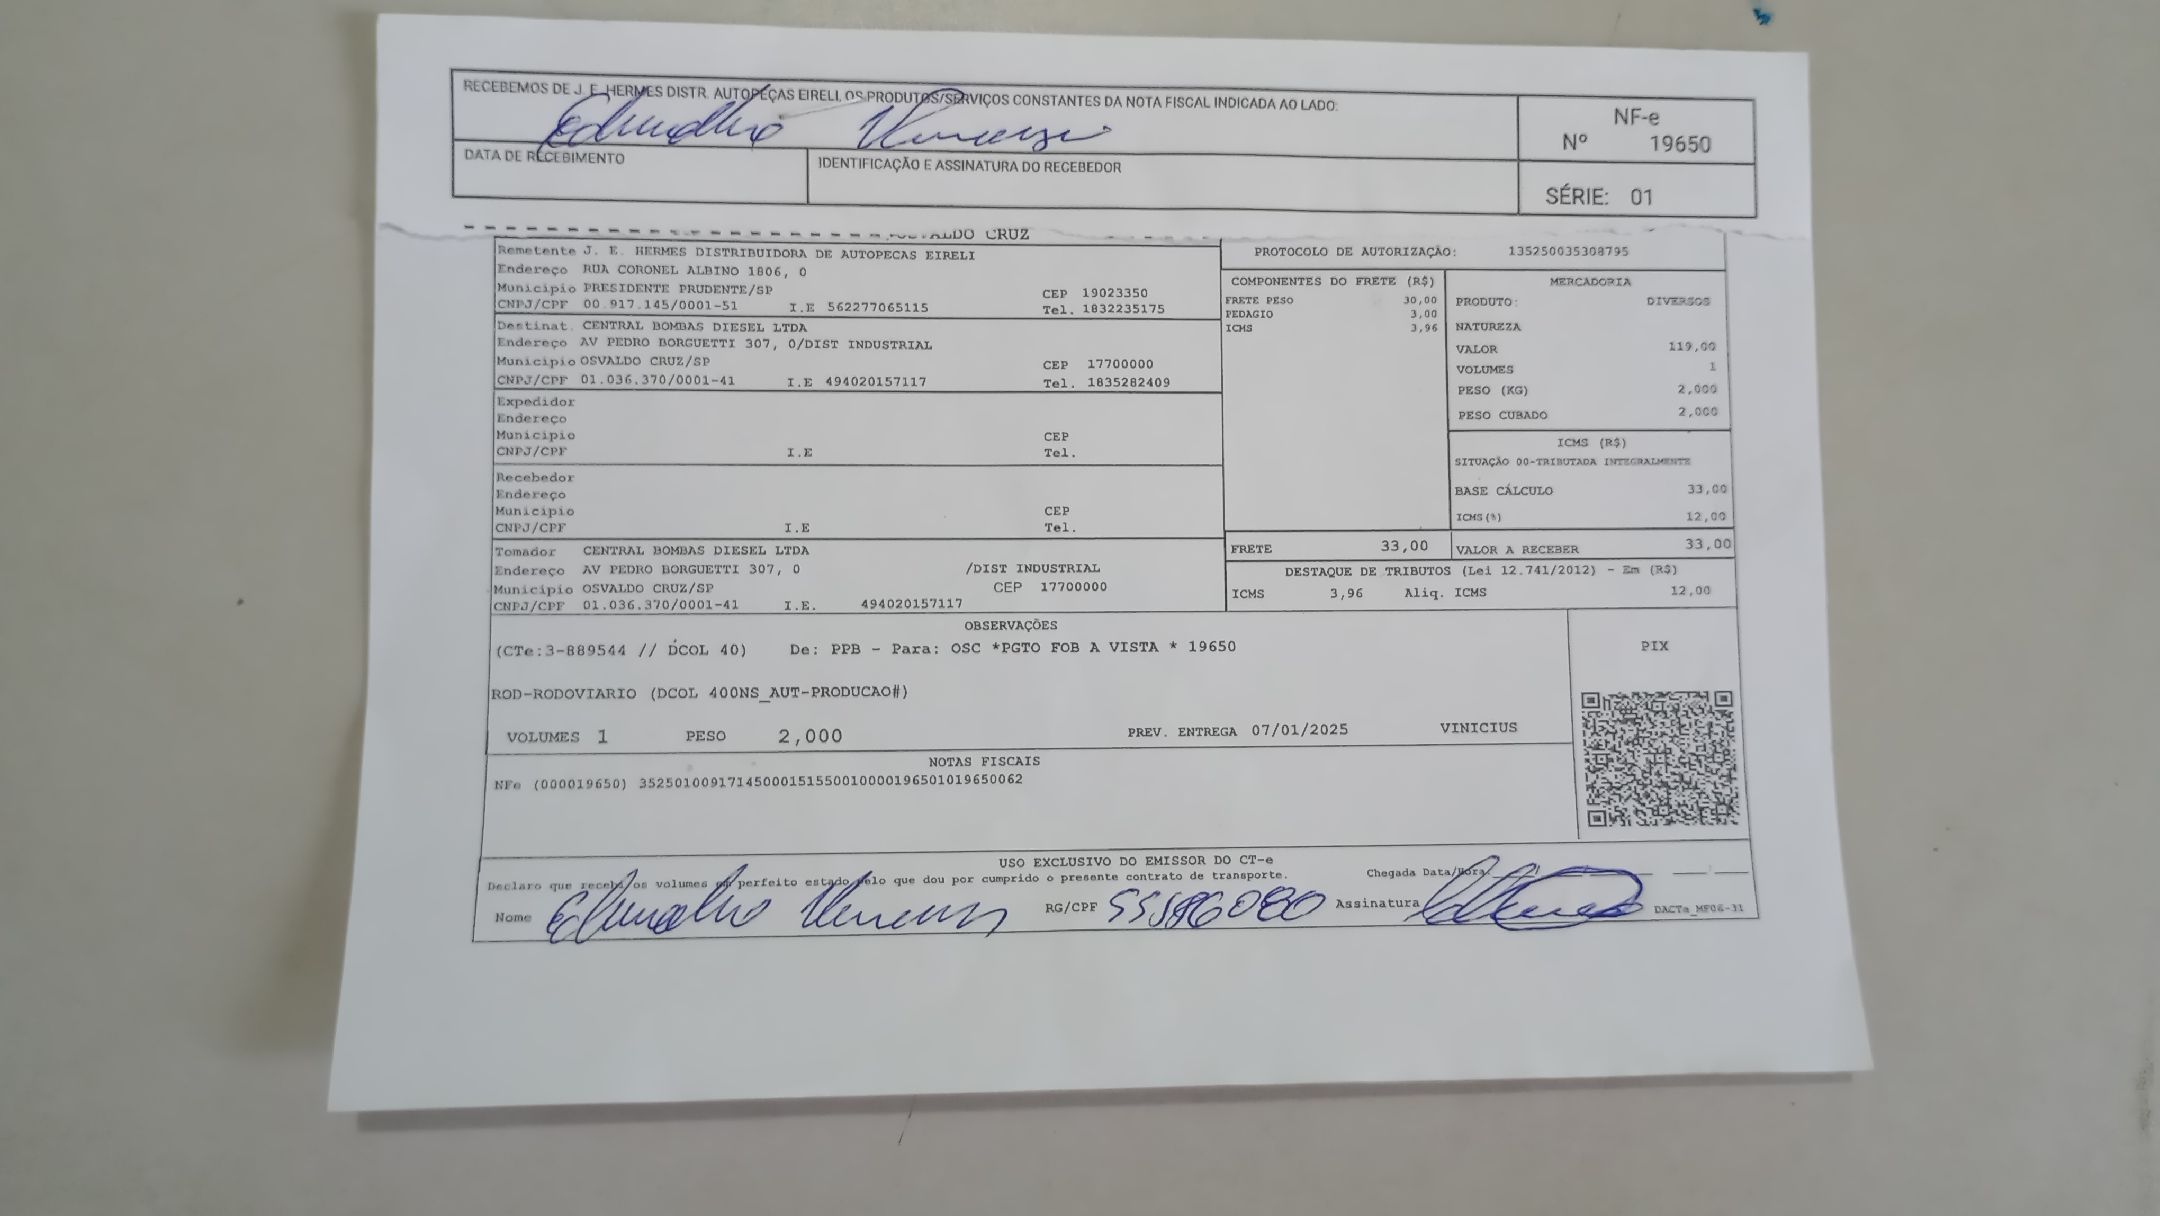 RECEBEMOS DE J. E. HERMES DISTR. AUTOPEÇAS EIRELI, OS PRODUTOS/SERVIÇOS CONSTANTES DA NOTA FISCAL INDICADA AO LADO:
NF-e
Nº 19650
DATA DE RECEBIMENTO
IDENTIFICAÇÃO E ASSINATURA DO RECEBEDOR
SÉRIE: 01
CRUZ
Remetente J. E. HERMES DISTRIBUIDORA DE AUTOPECAS EIRELI
Endereço RUA CORONEL ALBINO 1806, 0
Municipio PRESIDENTE PRUDENTE/SP CEP 19023350
CNPJ/CPF 00.917.145/0001-51 I.E 562277065115 Tel. 1832235175
Destinat. CENTRAL BOMBAS DIESEL LTDA
Endereço AV PEDRO BORGUETTI 307, 0/DIST INDUSTRIAL
Municipio OSVALDO CRUZ/SP CEP 17700000
CNPJ/CPF 01.036.370/0001-41 I.E 494020157117 Tel. 1835282409
Expedidor
Endereço
Municipio CEP
CNPJ/CPF I.E Tel.
Recebedor
Endereço
Municipio CEP
CNPJ/CPF I.E Tel.
Tomador CENTRAL BOMBAS DIESEL LTDA
Endereço AV PEDRO BORGUETTI 307, 0 /DIST INDUSTRIAL
Municipio OSVALDO CRUZ/SP CEP 17700000
CNPJ/CPF 01.036.370/0001-41 I.E. 494020157117
PROTOCOLO DE AUTORIZAÇÃO: 135250035308795
COMPONENTES DO FRETE (R$)
FRETE PESO 30,00
PEDAGIO 3,00
ICMS 3,96
MERCADORIA
PRODUTO: DIVERSOS
NATUREZA
VALOR 119,00
VOLUMES 1
PESO (KG) 2,000
PESO CUBADO 2,000
ICMS (R$)
SITUAÇÃO 00-TRIBUTADA INTEGRALMENTE
BASE CÁLCULO 33,00
ICMS(%) 12,00
FRETE 33,00 VALOR A RECEBER 33,00
DESTAQUE DE TRIBUTOS (Lei 12.741/2012) - Em (R$)
ICMS 3,96 Aliq. ICMS 12,00
OBSERVAÇÕES
(CTe:3-889544 // DCOL 40) De: PPB - Para: OSC *PGTO FOB A VISTA * 19650
ROD-RODOVIARIO (DCOL 400NS_AUT-PRODUCAO#)
VOLUMES 1 PESO 2,000 PREV. ENTREGA 07/01/2025 VINICIUS
PIX
NOTAS FISCAIS
NFe (000019650) 35250100917145000151550010000196501019650062
USO EXCLUSIVO DO EMISSOR DO CT-e
Declaro que recebi os volumes em perfeito estado pelo que dou por cumprido o presente contrato de transporte. Chegada Data/Hora
Nome RG/CPF Assinatura DACTe_MF06-31